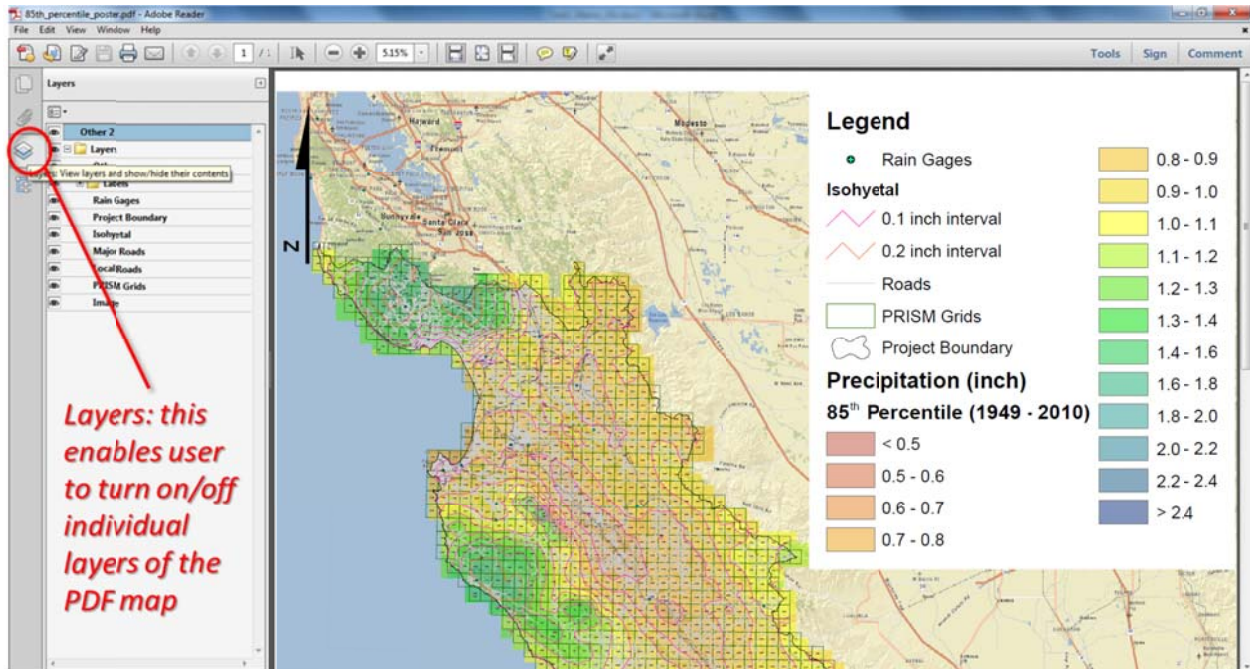 85th_percentile_poster.pdf - Adobe Reader
File Edit View Window Help
1 / 1
5.15%
Tools Sign Comment
Layers
Other 2
Layers
Layers: View layers and show/hide their contents
Labels
Rain Gages
Project Boundary
Isohyetal
Major Roads
Local Roads
PRISM Grids
Image
Layers: this
enables user
to turn on/off
individual
layers of the
PDF map
N
Hayward
Fremont
Modesto
Sunnyvale
Santa Clara
San Jose
Legend
Rain Gages
Isohyetal
0.1 inch interval
0.2 inch interval
Roads
PRISM Grids
Project Boundary
Precipitation (inch)
85th Percentile (1949 - 2010)
< 0.5
0.5 - 0.6
0.6 - 0.7
0.7 - 0.8
0.8 - 0.9
0.9 - 1.0
1.0 - 1.1
1.1 - 1.2
1.2 - 1.3
1.3 - 1.4
1.4 - 1.6
1.6 - 1.8
1.8 - 2.0
2.0 - 2.2
2.2 - 2.4
> 2.4